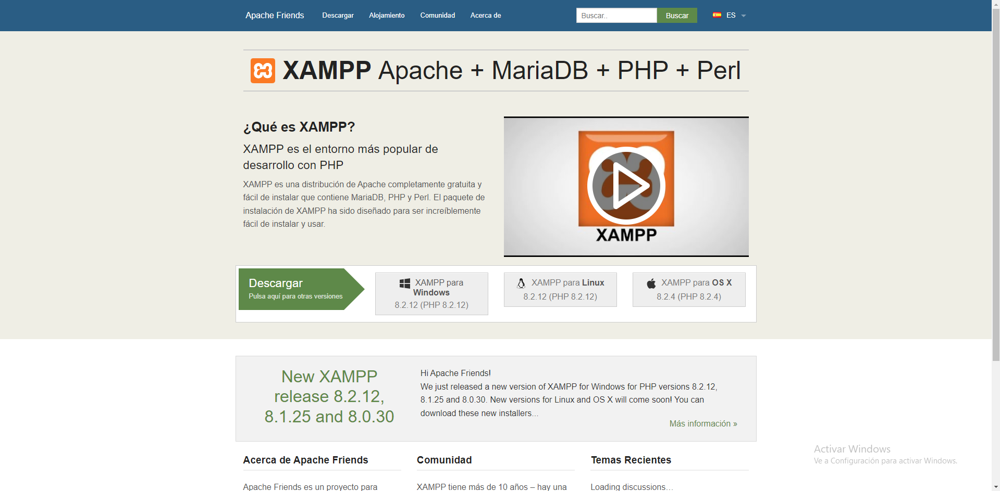 Apache Friends Descargar Alojamiento Comunidad Acerca de Buscar.. Buscar ES
XAMPP Apache + MariaDB + PHP + Perl
¿Qué es XAMPP?
XAMPP es el entorno más popular de
desarrollo con PHP
XAMPP es una distribución de Apache completamente gratuita y
fácil de instalar que contiene MariaDB, PHP y Perl. El paquete de
instalación de XAMPP ha sido diseñado para ser increíblemente
fácil de instalar y usar.
XAMPP
Descargar
Pulsa aquí para otras versiones
XAMPP para
Windows
8.2.12 (PHP 8.2.12)
XAMPP para Linux
8.2.12 (PHP 8.2.12)
XAMPP para OS X
8.2.4 (PHP 8.2.4)
New XAMPP
release 8.2.12,
8.1.25 and 8.0.30
Hi Apache Friends!
We just released a new version of XAMPP for Windows for PHP versions 8.2.12,
8.1.25 and 8.0.30. New versions for Linux and OS X will come soon! You can
download these new installers...
Más información »
Acerca de Apache Friends
Apache Friends es un proyecto para
Comunidad
XAMPP tiene más de 10 años – hay una
Temas Recientes
Loading discussions…
Activar Windows
Ve a Configuración para activar Windows.